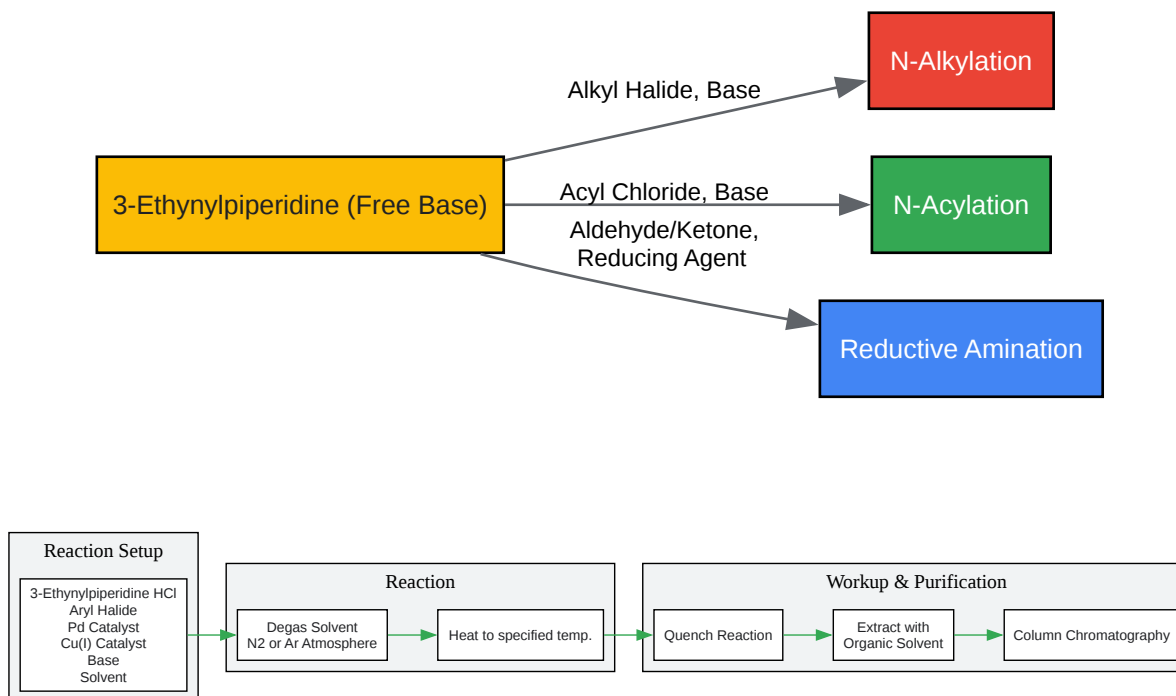 N-Alkylation
Alkyl Halide, Base
3-Ethynylpiperidine (Free Base)
Acyl Chloride, Base
N-Acylation
Aldehyde/Ketone,
Reducing Agent
Reductive Amination
Reaction Setup
3-Ethynylpiperidine HCl
Aryl Halide
Pd Catalyst
Cu(I) Catalyst
Base
Solvent
Reaction
Degas Solvent
N2 or Ar Atmosphere
Heat to specified temp.
Workup & Purification
Quench Reaction
Extract with
Organic Solvent
Column Chromatography